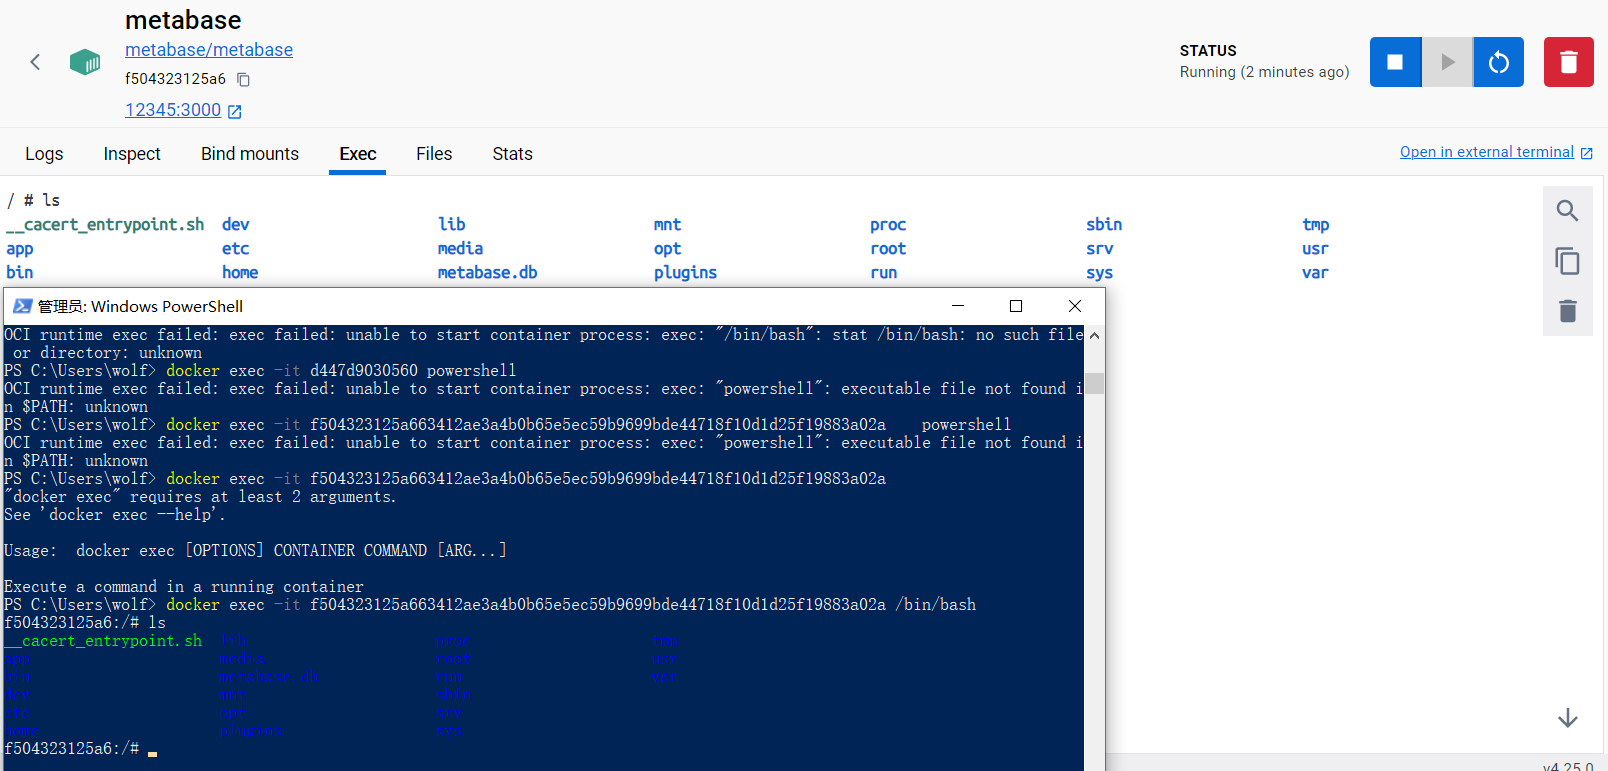 metabase
metabase/metabase
f504323125a6
12345:3000
STATUS
Running (2 minutes ago)
Logs Inspect Bind mounts Exec Files Stats
Open in external terminal
/ # ls
__cacert_entrypoint.sh dev lib mnt proc sbin tmp
app etc media opt root srv usr
bin home metabase.db plugins run sys var
管理员: Windows PowerShell
OCI runtime exec failed: exec failed: unable to start container process: exec: "/bin/bash": stat /bin/bash: no such file
or directory: unknown
PS C:\Users\wolf> docker exec -it d447d9030560 powershell
OCI runtime exec failed: exec failed: unable to start container process: exec: "powershell": executable file not found i
n $PATH: unknown
PS C:\Users\wolf> docker exec -it f504323125a663412ae3a4b0b65e5ec59b9699bde44718f10d1d25f19883a02a powershell
OCI runtime exec failed: exec failed: unable to start container process: exec: "powershell": executable file not found i
n $PATH: unknown
PS C:\Users\wolf> docker exec -it f504323125a663412ae3a4b0b65e5ec59b9699bde44718f10d1d25f19883a02a
"docker exec" requires at least 2 arguments.
See 'docker exec --help'.
Usage: docker exec [OPTIONS] CONTAINER COMMAND [ARG...]
Execute a command in a running container
PS C:\Users\wolf> docker exec -it f504323125a663412ae3a4b0b65e5ec59b9699bde44718f10d1d25f19883a02a /bin/bash
f504323125a6:/# ls
__cacert_entrypoint.sh lib proc tmp
app media root usr
bin metabase.db run var
dev mnt sbin
etc opt srv
home plugins sys
f504323125a6:/#
v4.25.0